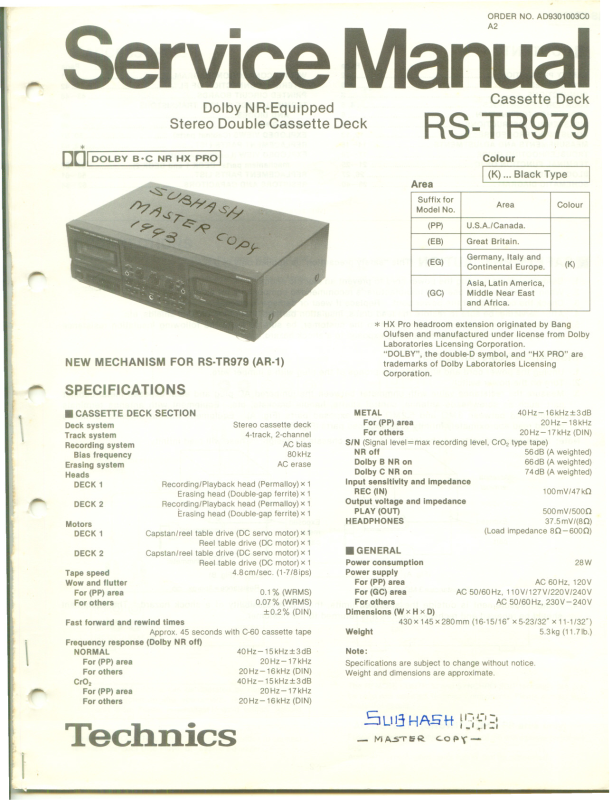 ORDER NO. AD9301003C0
A2
Service Manual
Cassette Deck
Dolby NR-Equipped
Stereo Double Cassette Deck
RS-TR979
*
DOLBY B·C NR HX PRO
Colour
(K) ... Black Type
Area
Suffix for Model No. Area Colour
(PP) U.S.A./Canada.
(EB) Great Britain.
(EG) Germany, Italy and Continental Europe.
(K)
(GC) Asia, Latin America, Middle Near East and Africa.
SUBHASH
MASTER COPY
1993
* HX Pro headroom extension originated by Bang
Olufsen and manufactured under license from Dolby
Laboratories Licensing Corporation.
"DOLBY", the double-D symbol, and "HX PRO" are
trademarks of Dolby Laboratories Licensing
Corporation.
NEW MECHANISM FOR RS-TR979 (AR-1)
SPECIFICATIONS
■ CASSETTE DECK SECTION
Deck system Stereo cassette deck
Track system 4-track, 2-channel
Recording system AC bias
Bias frequency 80kHz
Erasing system AC erase
Heads
DECK 1 Recording/Playback head (Permalloy)×1
Erasing head (Double-gap ferrite)×1
DECK 2 Recording/Playback head (Permalloy)×1
Erasing head (Double-gap ferrite)×1
Motors
DECK 1 Capstan/reel table drive (DC servo motor)×1
Reel table drive (DC motor)×1
DECK 2 Capstan/reel table drive (DC servo motor)×1
Reel table drive (DC motor)×1
Tape speed 4.8cm/sec. (1-7/8ips)
Wow and flutter
For (PP) area 0.1% (WRMS)
For others 0.07% (WRMS)
±0.2% (DIN)
Fast forward and rewind times
Approx. 45 seconds with C-60 cassette tape
Frequency response (Dolby NR off)
NORMAL 40Hz−15kHz±3dB
For (PP) area 20Hz−17kHz
For others 20Hz−16kHz (DIN)
CrO₂ 40Hz−15kHz±3dB
For (PP) area 20Hz−17kHz
For others 20Hz−16kHz (DIN)
METAL 40Hz−16kHz±3dB
For (PP) area 20Hz−18kHz
For others 20Hz−17kHz (DIN)
S/N (Signal level=max recording level, CrO₂ type tape)
NR off 56dB (A weighted)
Dolby B NR on 66dB (A weighted)
Dolby C NR on 74dB (A weighted)
Input sensitivity and impedance
REC (IN) 100mV/47kΩ
Output voltage and impedance
PLAY (OUT) 500mV/500Ω
HEADPHONES 37.5mV/(8Ω)
(Load impedance 8Ω−600Ω)
■ GENERAL
Power consumption 28W
Power supply
For (PP) area AC 60Hz, 120V
For (GC) area AC 50/60Hz, 110V/127V/220V/240V
For others AC 50/60Hz, 230V−240V
Dimensions (W×H×D)
430×145×280mm (16-15/16″×5-23/32″×11-1/32″)
Weight 5.3kg (11.7lb.)
Note:
Specifications are subject to change without notice.
Weight and dimensions are approximate.
Technics
SUBHASH 1993
— MASTER COPY —